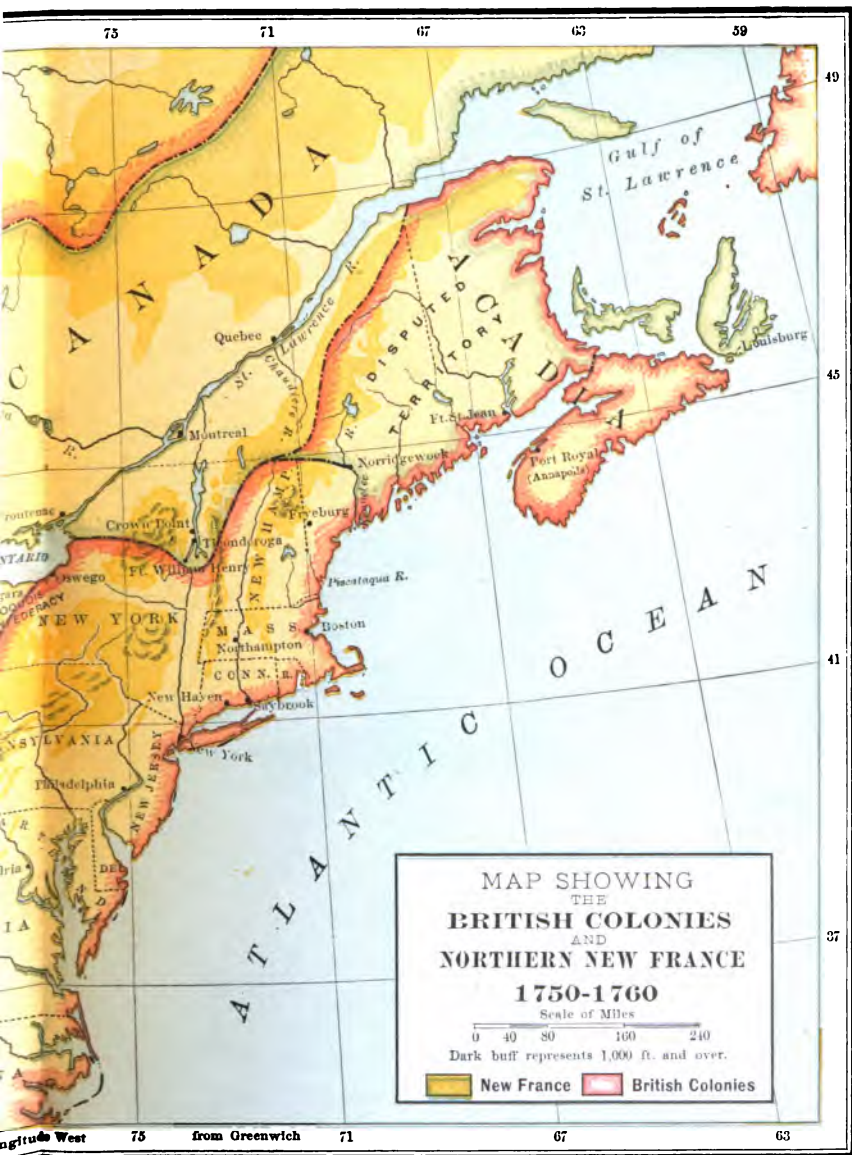 75 71 67 63 59
49
Gulf of
St. Lawrence
CANADA
ACADIA
DISPUTED
TERRITORY
Quebec
St. Lawrence R.
Chaudiere R.
Louisburg
45
Ft. St. Jean
Montreal
R.
R.
Norridgewock
Port Royal
(Annapolis)
Crown Point
Fryeburg
Ticonderoga
NEW HAMP.
NTARIO
Ft. William Henry
Oswego
Piscataqua R.
FEDERACY
NEW YORK
MASS
Boston
Northampton
41
CONN.
R.
New Haven
Saybrook
NSYLVANIA
New York
NEW JERSEY
Philadelphia
DEL
ATLANTIC OCEAN
MAP SHOWING
THE
BRITISH COLONIES
AND
NORTHERN NEW FRANCE
1750-1760
Scale of Miles
0 40 80 160 240
Dark buff represents 1,000 ft. and over.
New France British Colonies
37
ngitude West 75 from Greenwich 71 67 63